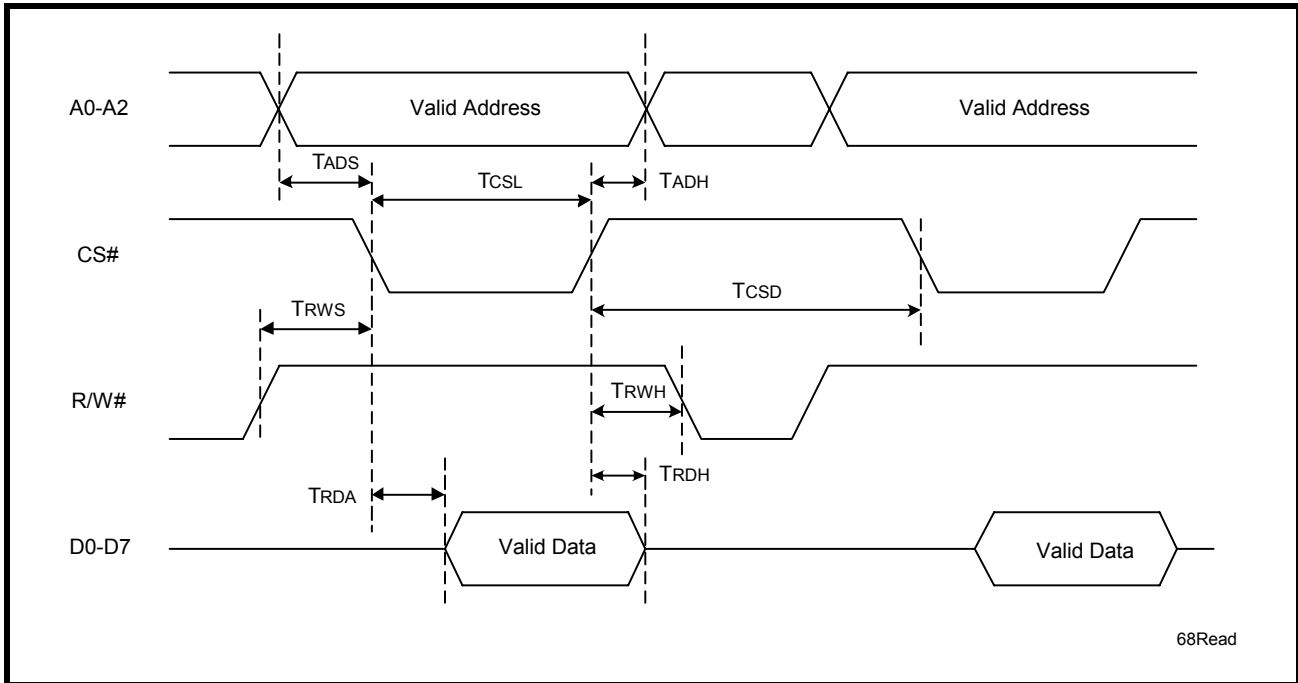 A0-A2
Valid Address
Valid Address
TADS
TCSL
TADH
CS#
TCSD
TRWS
R/W#
TRWH
TRDA
TRDH
D0-D7
Valid Data
Valid Data
68Read